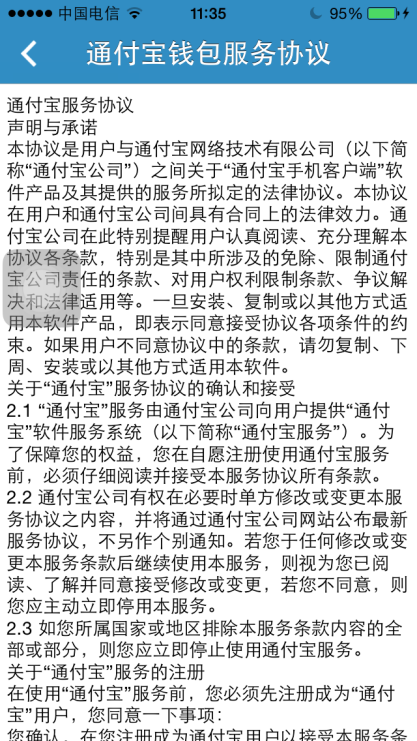 中国电信 11:35 95%
通付宝钱包服务协议
通付宝服务协议
声明与承诺
本协议是用户与通付宝网络技术有限公司（以下简
称“通付宝公司”）之间关于“通付宝手机客户端”软
件产品及其提供的服务所拟定的法律协议。本协议
在用户和通付宝公司间具有合同上的法律效力。通
付宝公司在此特别提醒用户认真阅读、充分理解本
协议各条款，特别是其中所涉及的免除、限制通付
宝公司责任的条款、对用户权利限制条款、争议解
决和法律适用等。一旦安装、复制或以其他方式适
用本软件产品，即表示同意接受协议各项条件的约
束。如果用户不同意协议中的条款，请勿复制、下
周、安装或以其他方式适用本软件。
关于“通付宝”服务协议的确认和接受
2.1 “通付宝”服务由通付宝公司向用户提供“通付
宝”软件服务系统（以下简称“通付宝服务”）。为
了保障您的权益，您在自愿注册使用通付宝服务
前，必须仔细阅读并接受本服务协议所有条款。
2.2 通付宝公司有权在必要时单方修改或变更本服
务协议之内容，并将通过通付宝公司网站公布最新
服务协议，不另作个别通知。若您于任何修改或变
更本服务条款后继续使用本服务，则视为您已阅
读、了解并同意接受修改或变更，若您不同意，则
您应主动立即停用本服务。
2.3 如您所属国家或地区排除本服务条款内容的全
部或部分，则您应立即停止使用通付宝服务。
关于“通付宝”服务的注册
在使用“通付宝”服务前，您必须先注册成为“通付
宝”用户，您同意一下事项：
您确认，在您注册成为通付宝用户以接受本服务条